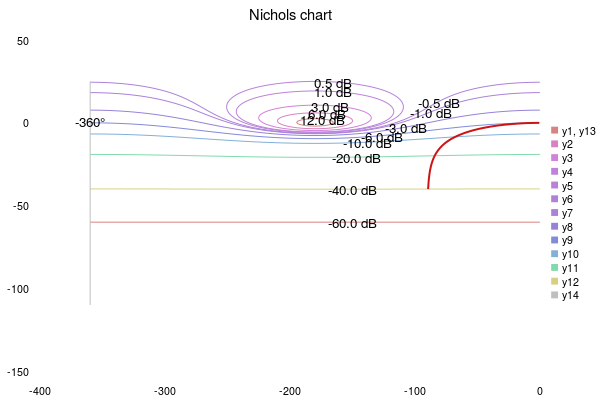 Nichols chart
50
0
-50
-100
-150
-400
-300
-200
-100
0
-360°
0.5 dB
1.0 dB
3.0 dB
6.0 dB
12.0 dB
-0.5 dB
-1.0 dB
-3.0 dB
-6.0 dB
-10.0 dB
-20.0 dB
-40.0 dB
-60.0 dB
y1, y13
y2
y3
y4
y5
y6
y7
y8
y9
y10
y11
y12
y14